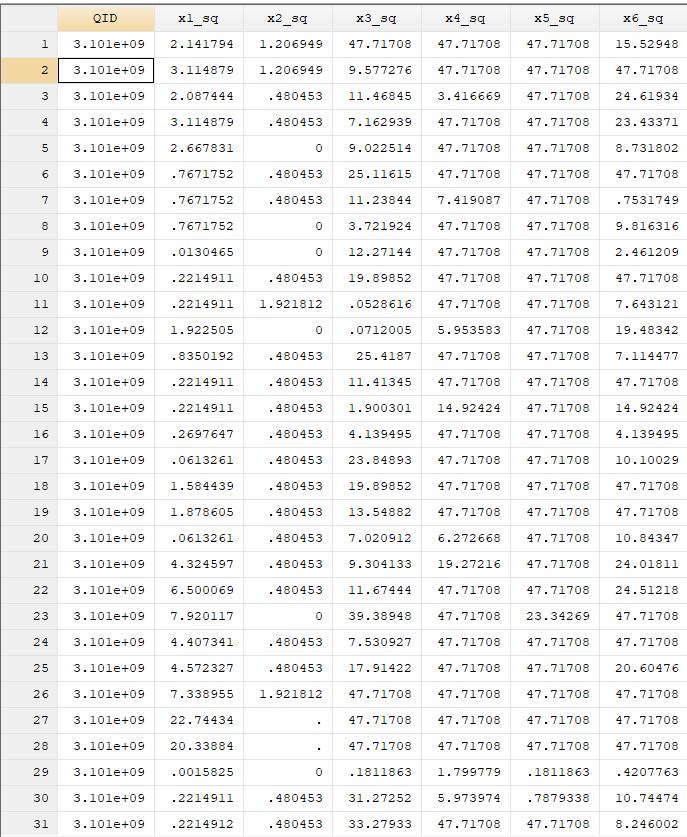 QID x1_sq x2_sq x3_sq x4_sq x5_sq x6_sq
1 3.101e+09 2.141794 1.206949 47.71708 47.71708 47.71708 15.52948
2 3.101e+09 3.114879 1.206949 9.577276 47.71708 47.71708 47.71708
3 3.101e+09 2.087444 .480453 11.46845 3.416669 47.71708 24.61934
4 3.101e+09 3.114879 .480453 7.162939 47.71708 47.71708 23.43371
5 3.101e+09 2.667831 0 9.022514 47.71708 47.71708 8.731802
6 3.101e+09 .7671752 .480453 25.11615 47.71708 47.71708 47.71708
7 3.101e+09 .7671752 .480453 11.23844 7.419087 47.71708 .7531749
8 3.101e+09 .7671752 0 3.721924 47.71708 47.71708 9.816316
9 3.101e+09 .0130465 0 12.27144 47.71708 47.71708 2.461209
10 3.101e+09 .2214911 .480453 19.89852 47.71708 47.71708 47.71708
11 3.101e+09 .2214911 1.921812 .0528616 47.71708 47.71708 7.643121
12 3.101e+09 1.922505 0 .0712005 5.953583 47.71708 19.48342
13 3.101e+09 .8350192 .480453 25.4187 47.71708 47.71708 7.114477
14 3.101e+09 .2214911 .480453 11.41345 47.71708 47.71708 47.71708
15 3.101e+09 .2214911 .480453 1.900301 14.92424 47.71708 14.92424
16 3.101e+09 .2697647 .480453 4.139495 47.71708 47.71708 4.139495
17 3.101e+09 .0613261 .480453 23.84893 47.71708 47.71708 10.10029
18 3.101e+09 1.584439 .480453 19.89852 47.71708 47.71708 47.71708
19 3.101e+09 1.878605 .480453 13.54882 47.71708 47.71708 47.71708
20 3.101e+09 .0613261 .480453 7.020912 6.272668 47.71708 10.84347
21 3.101e+09 4.324597 .480453 9.304133 19.27216 47.71708 24.01811
22 3.101e+09 6.500069 .480453 11.67444 47.71708 47.71708 24.51218
23 3.101e+09 7.920117 0 39.38948 47.71708 23.34269 47.71708
24 3.101e+09 4.407341 .480453 7.530927 47.71708 47.71708 47.71708
25 3.101e+09 4.572327 .480453 17.91422 47.71708 47.71708 20.60476
26 3.101e+09 7.338955 1.921812 47.71708 47.71708 47.71708 47.71708
27 3.101e+09 22.74434 . 47.71708 47.71708 47.71708 47.71708
28 3.101e+09 20.33884 . 47.71708 47.71708 47.71708 47.71708
29 3.101e+09 .0015825 0 .1811863 1.799779 .1811863 .4207763
30 3.101e+09 .2214911 .480453 31.27252 5.973974 .7879338 10.74474
31 3.101e+09 .2214912 .480453 33.27933 47.71708 47.71708 8.246002